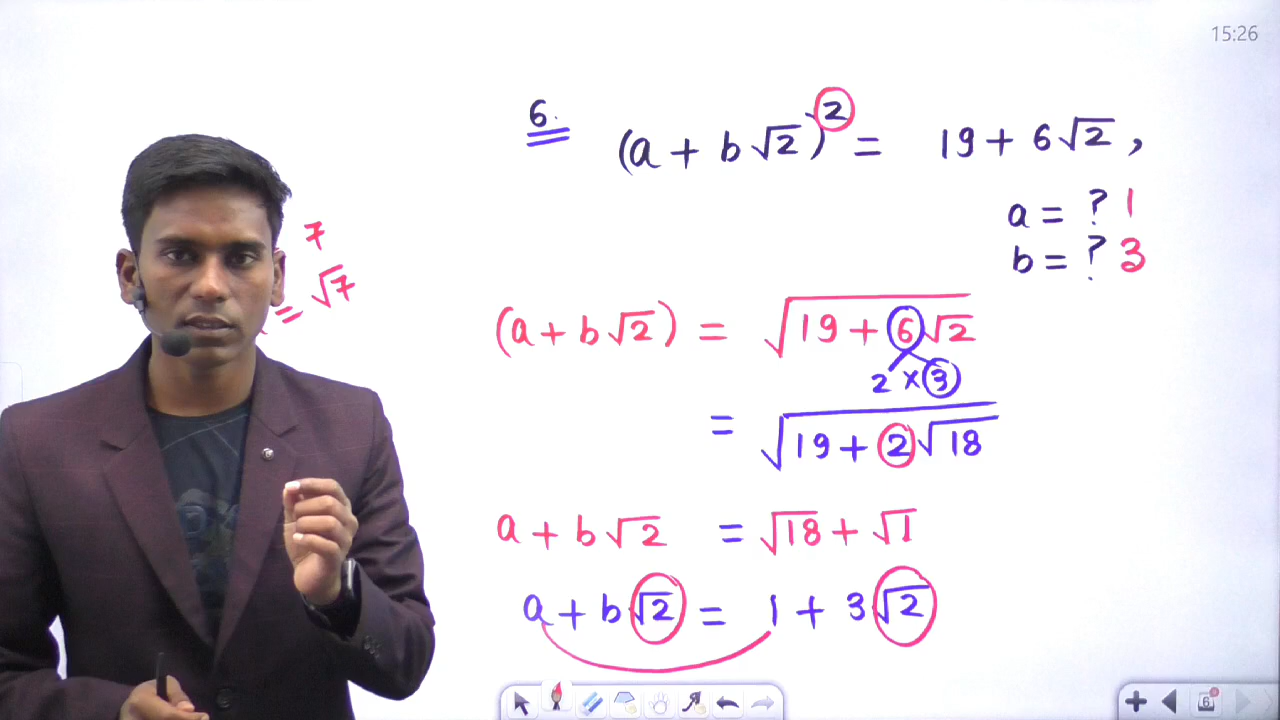 15:26
6. (a + b√2)² = 19 + 6√2,
a = ? 1
b = ? 3
7
= √7
(a + b√2) = √(19 + 6√2)
2 × 3
= √(19 + 2√18)
a + b√2 = √18 + √1
a + b√2 = 1 + 3√2
6